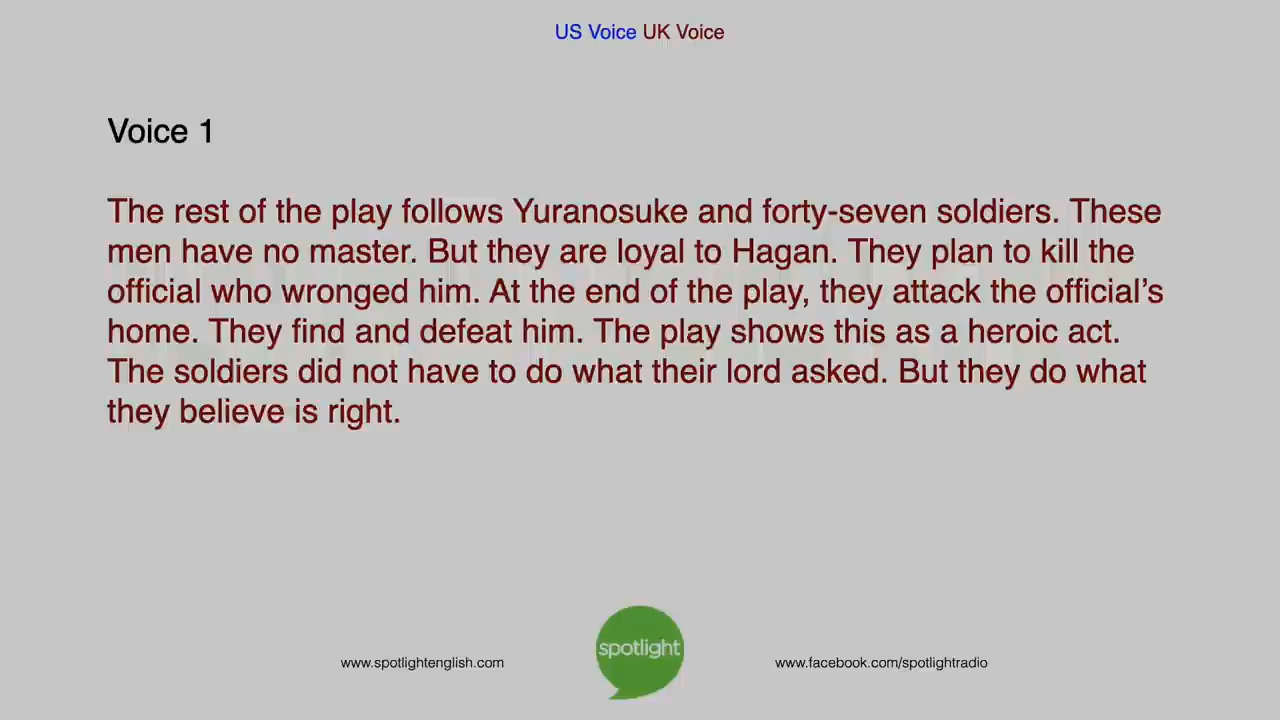 US Voice UK Voice
Voice 1
The rest of the play follows Yuranosuke and forty-seven soldiers. These
men have no master. But they are loyal to Hagan. They plan to kill the
official who wronged him. At the end of the play, they attack the official’s
home. They find and defeat him. The play shows this as a heroic act.
The soldiers did not have to do what their lord asked. But they do what
they believe is right.
spotlight
www.spotlightenglish.com
www.facebook.com/spotlightradio